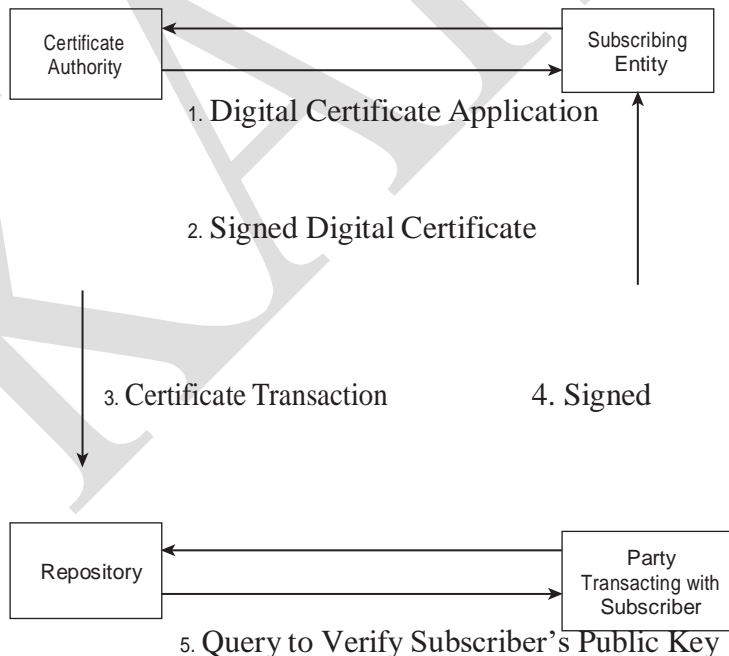 Certificate
Authority
Subscribing
Entity
1. Digital Certificate Application
2. Signed Digital Certificate
3. Certificate Transaction
4. Signed
Repository
Party
Transacting with
Subscriber
5. Query to Verify Subscriber's Public Key